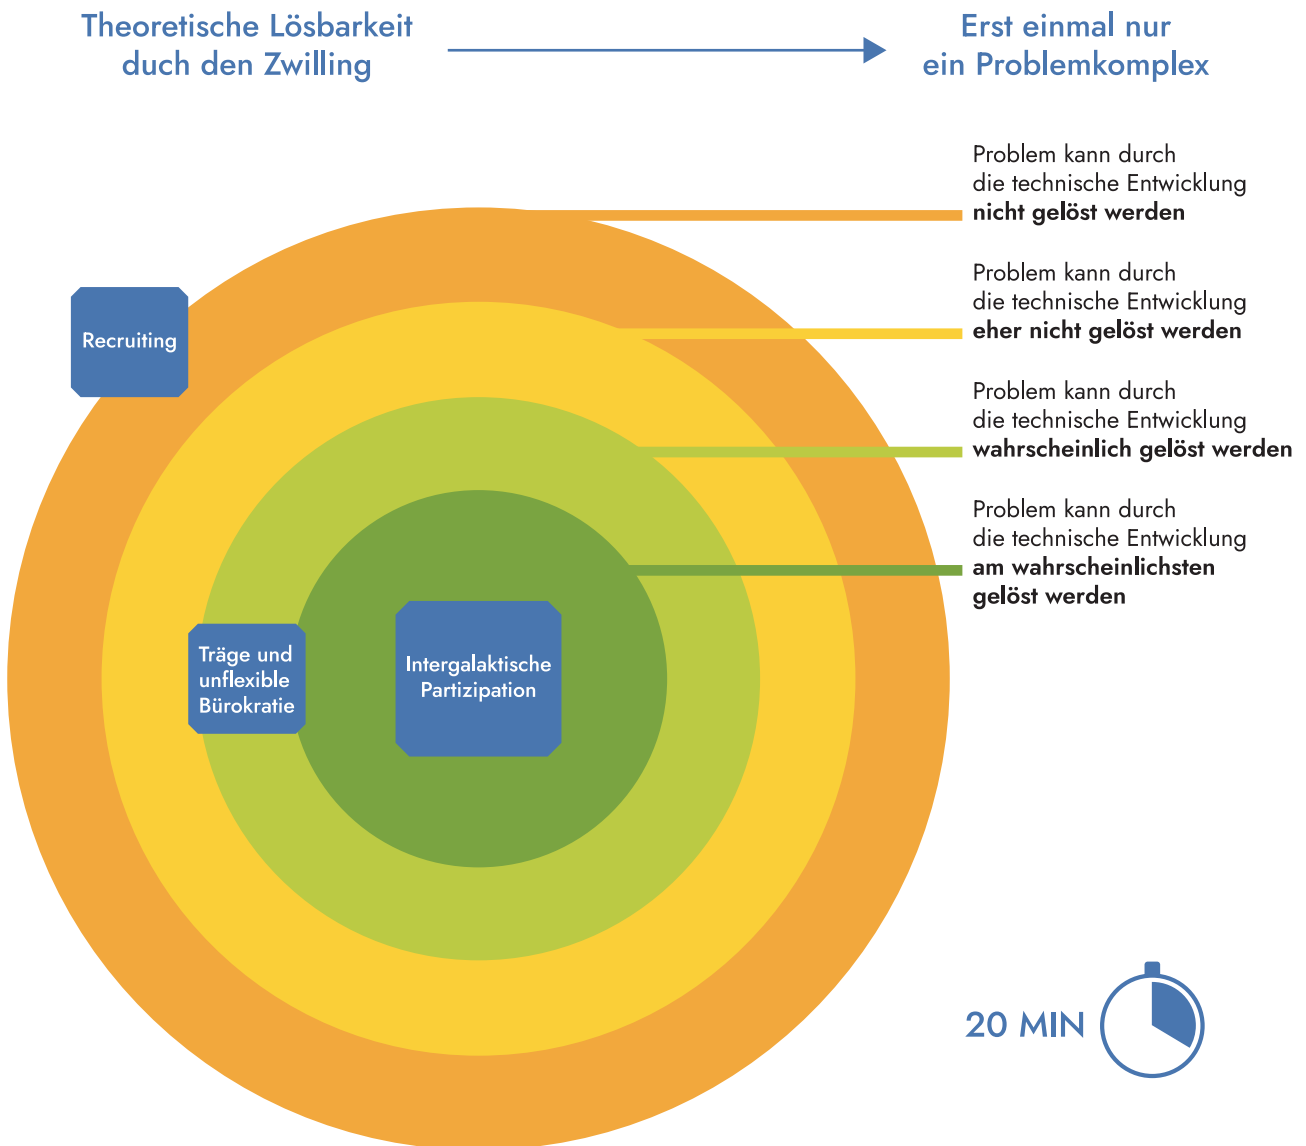 Theoretische Lösbarkeit
duch den Zwilling
Erst einmal nur
ein Problemkomplex
Problem kann durch
die technische Entwicklung
nicht gelöst werden
Problem kann durch
die technische Entwicklung
eher nicht gelöst werden
Problem kann durch
die technische Entwicklung
wahrscheinlich gelöst werden
Problem kann durch
die technische Entwicklung
am wahrscheinlichsten
gelöst werden
Recruiting
Träge und
unflexible
Bürokratie
Intergalaktische
Partizipation
20 MIN